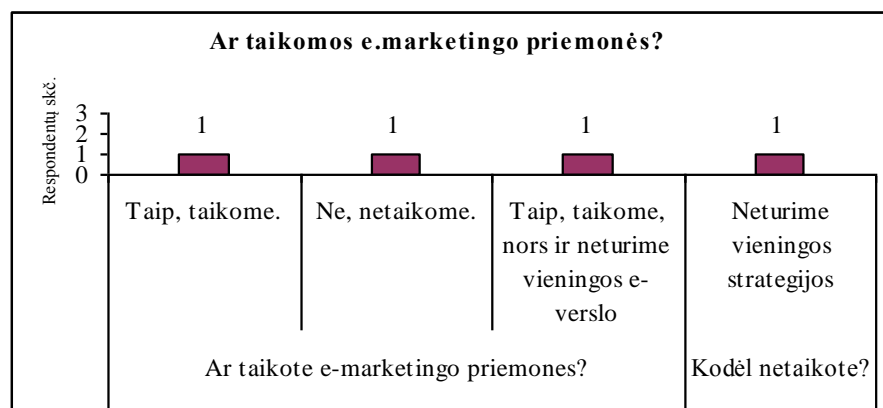 Ar taikomos e.marketingo priemonės?
Respondentų skč.
3
2
1
0
1
1
1
1
Taip, taikome.
Ne, netaikome.
Taip, taikome,
nors ir neturime
vieningos e-
verslo
Neturime
vieningos
strategijos
Ar taikote e-marketingo priemones?
Kodėl netaikote?